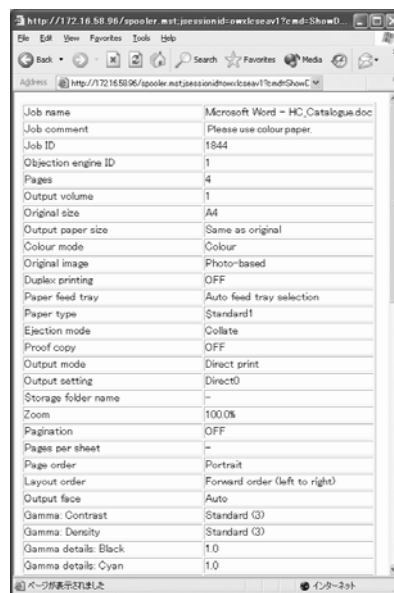 http://172.16.58.96/spooler.mst;jsessionid=owxlcseav1?cmd=ShowD...
File Edit View Favorites Tools Help
Back Search Favorites Media
Address http://172.16.58.96/spooler.mst;jsessionid=owxlcseav1?cmd=ShowD
Job name Microsoft Word - HC_Catalogue.doc
Job comment Please use colour paper.
Job ID 1844
Objection engine ID 1
Pages 4
Output volume 1
Original size A4
Output paper size Same as original
Colour mode Colour
Original image Photo-based
Duplex printing OFF
Paper feed tray Auto feed tray selection
Paper type Standard1
Ejection mode Collate
Proof copy OFF
Output mode Direct print
Output setting Direct0
Storage folder name -
Zoom 100.0%
Pagination OFF
Pages per sheet -
Page order Portrait
Layout order Forward order (left to right)
Output face Auto
Gamma: Contrast Standard (3)
Gamma: Density Standard (3)
Gamma details: Black 1.0
Gamma details: Cyan 1.0
ページが表示されました インターネット